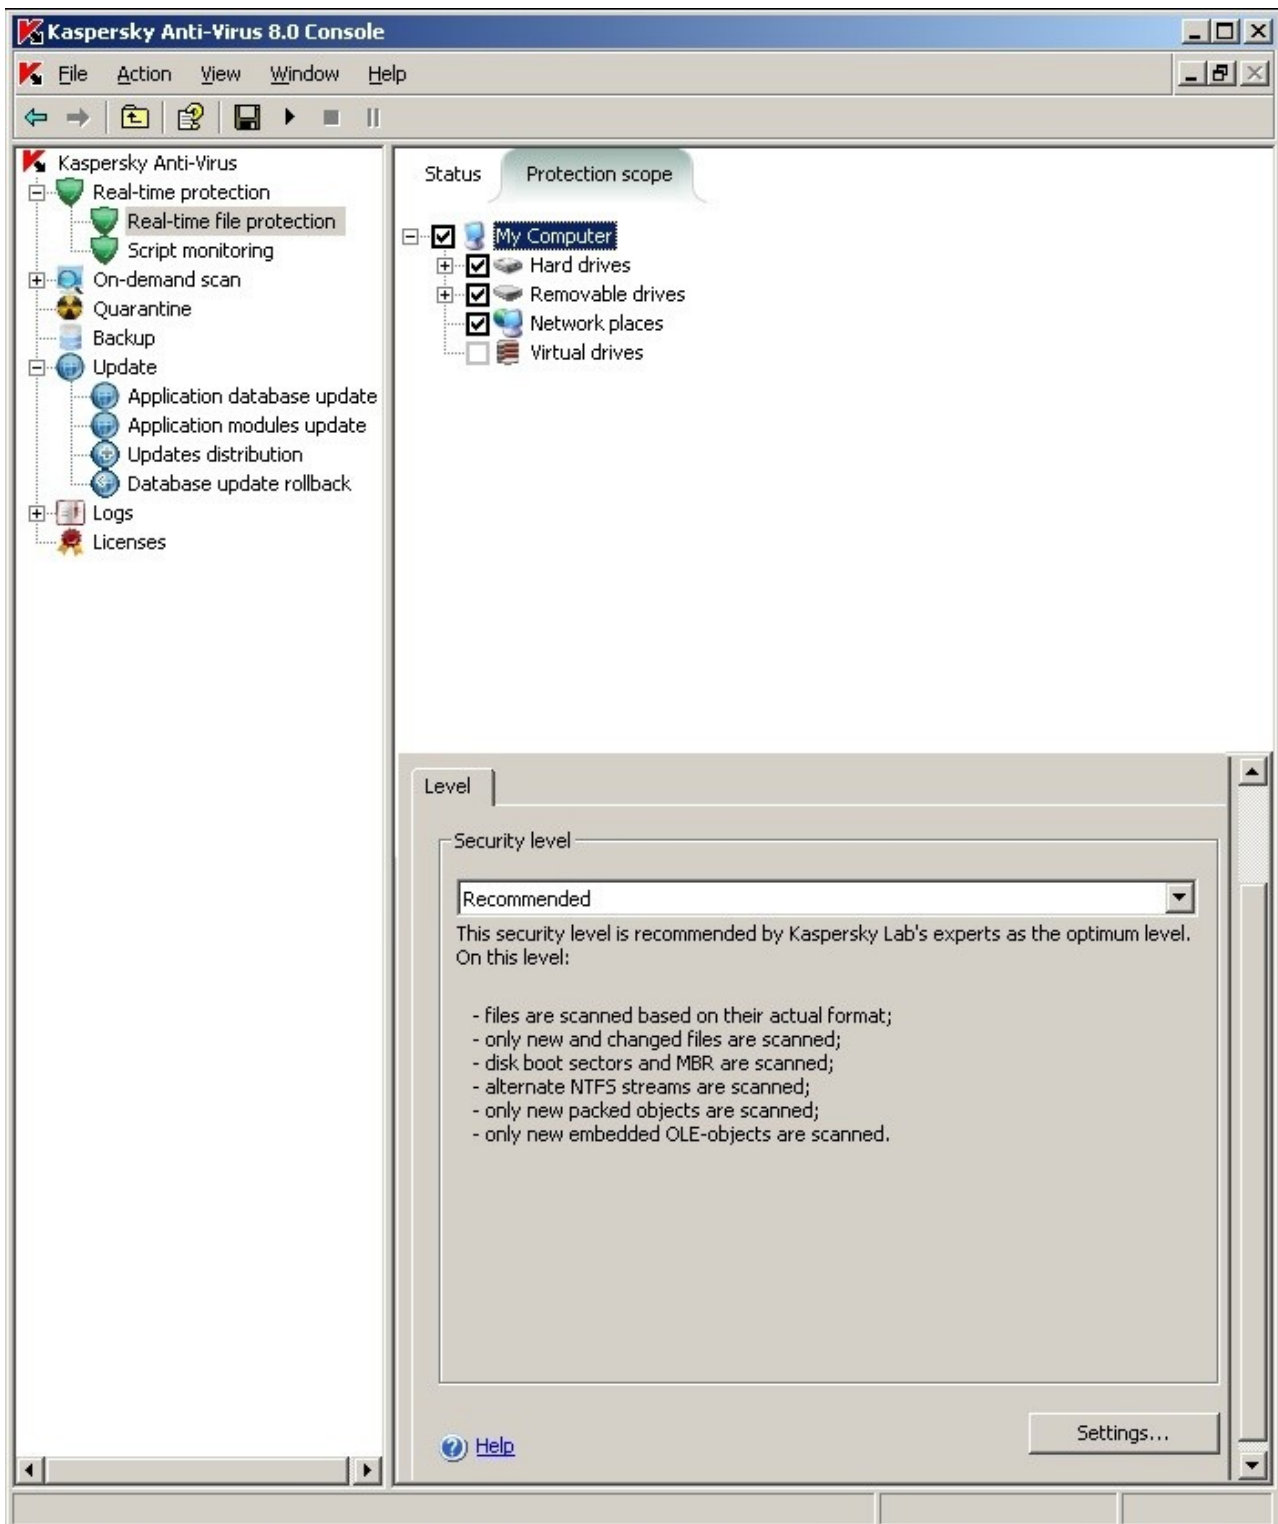 Kaspersky Anti-Virus 8.0 Console
File Action View Window Help
Kaspersky Anti-Virus
Real-time protection
Real-time file protection
Script monitoring
On-demand scan
Quarantine
Backup
Update
Application database update
Application modules update
Updates distribution
Database update rollback
Logs
Licenses
Status Protection scope
My Computer
Hard drives
Removable drives
Network places
Virtual drives
Level
Security level
Recommended
This security level is recommended by Kaspersky Lab's experts as the optimum level.
On this level:
- files are scanned based on their actual format;
- only new and changed files are scanned;
- disk boot sectors and MBR are scanned;
- alternate NTFS streams are scanned;
- only new packed objects are scanned;
- only new embedded OLE-objects are scanned.
Help
Settings...